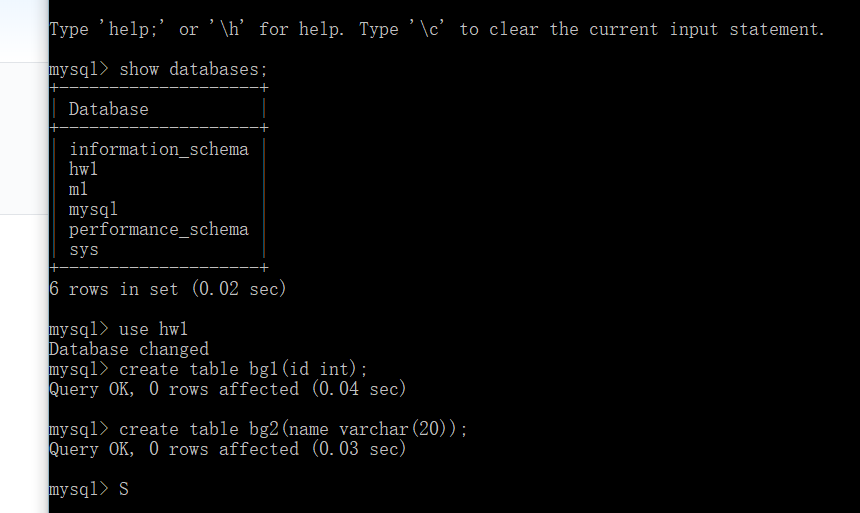 Type 'help;' or '\h' for help. Type '\c' to clear the current input statement.
mysql> show databases;
+--------------------+
| Database           |
+--------------------+
| information_schema |
| hwl                |
| ml                 |
| mysql              |
| performance_schema |
| sys                |
+--------------------+
6 rows in set (0.02 sec)
mysql> use hwl
Database changed
mysql> create table bg1(id int);
Query OK, 0 rows affected (0.04 sec)
mysql> create table bg2(name varchar(20));
Query OK, 0 rows affected (0.03 sec)
mysql> S